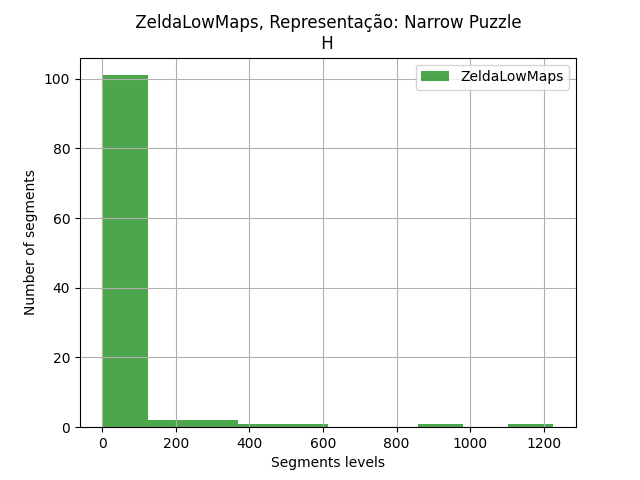 ZeldaLowMaps, Representação: Narrow Puzzle
H
ZeldaLowMaps
100
80
60
40
20
0
Number of segments
0 200 400 600 800 1000 1200
Segments levels